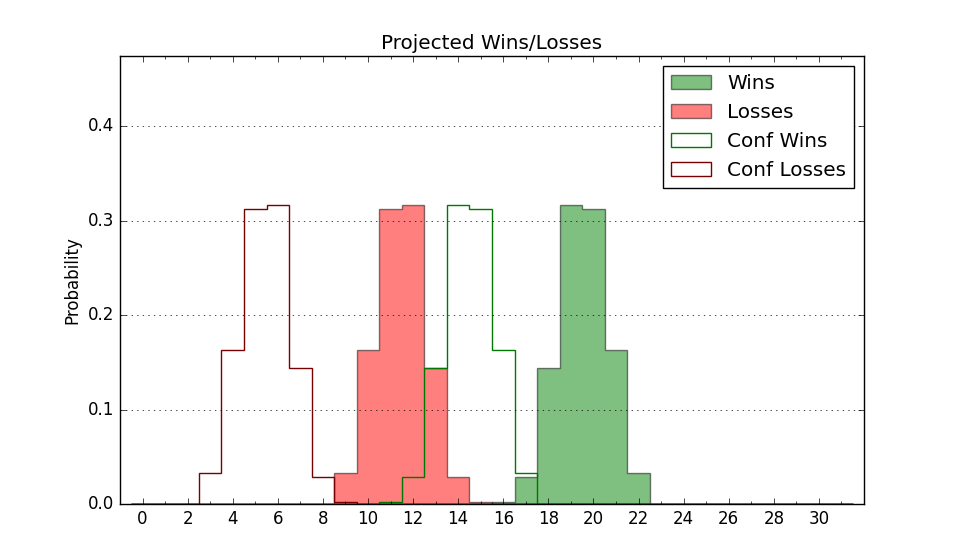 Projected Wins/Losses
Wins
Losses
Conf Wins
Conf Losses
Probability
0.4
0.3
0.2
0.1
0.0
0 2 4 6 8 10 12 14 16 18 20 22 24 26 28 30